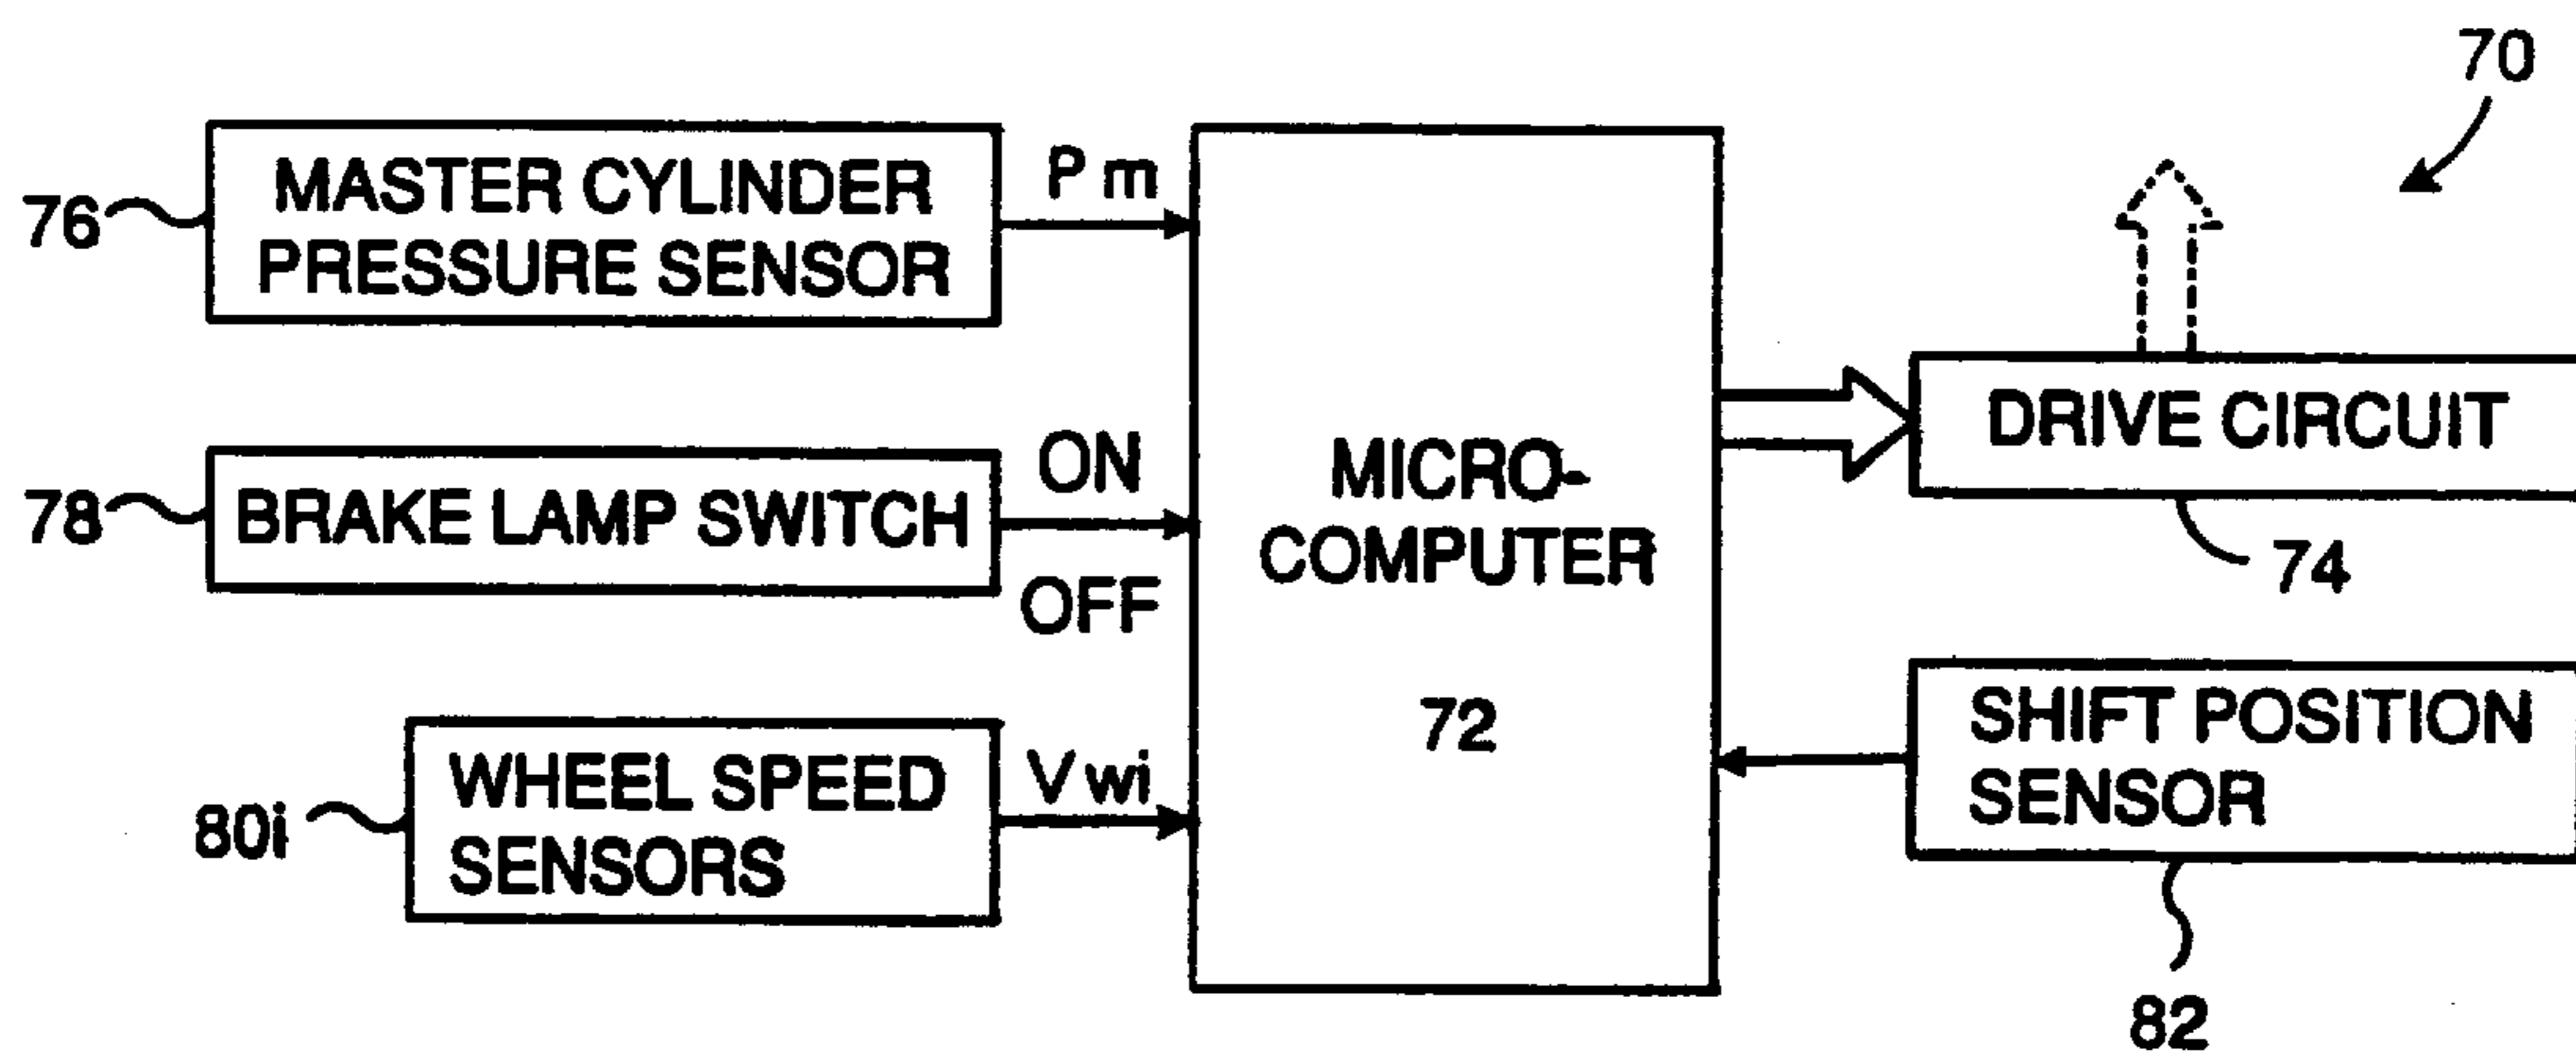 70
MASTER CYLINDER
PRESSURE SENSOR
76
Pm
BRAKE LAMP SWITCH
78
ON
OFF
WHEEL SPEED
SENSORS
80i
Vwi
MICRO-
COMPUTER
72
DRIVE CIRCUIT
74
SHIFT POSITION
SENSOR
82